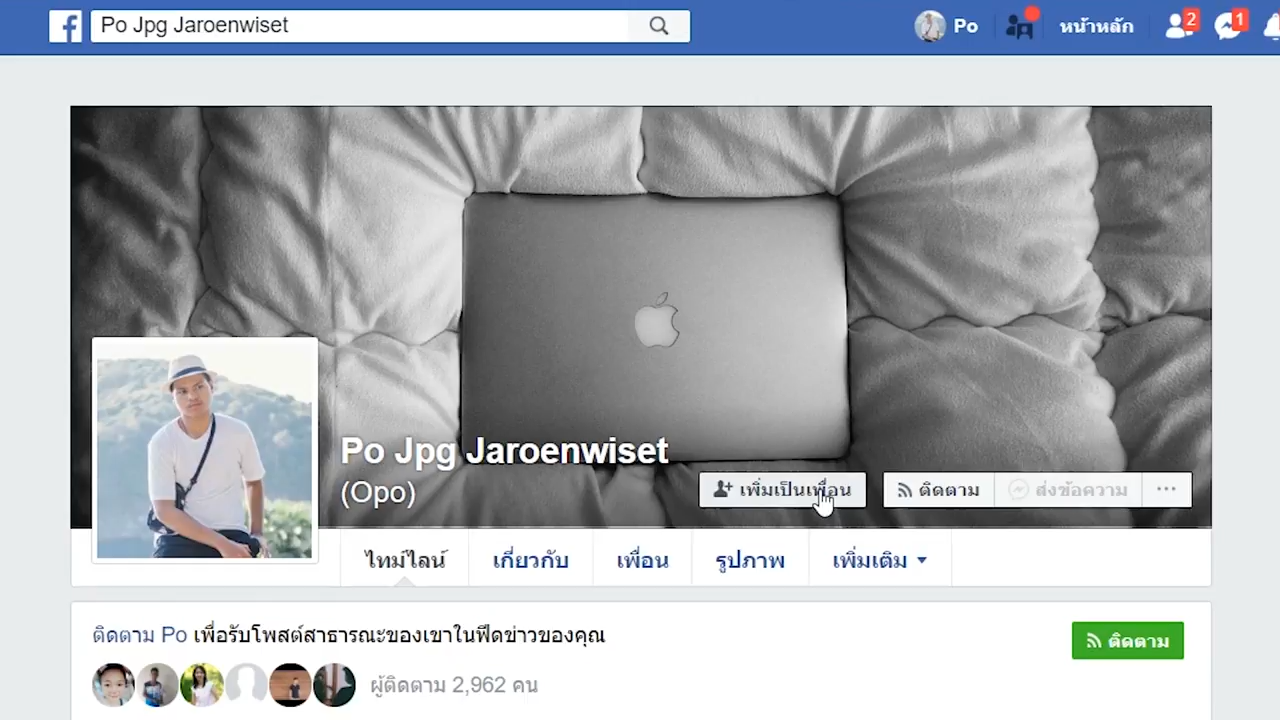 Po Jpg Jaroenwiset
Po
หน้าหลัก
2
1
Po Jpg Jaroenwiset
(Opo)
เพิ่มเป็นเพื่อน
ติดตาม
ส่งข้อความ
ไทม์ไลน์
เกี่ยวกับ
เพื่อน
รูปภาพ
เพิ่มเติม
ติดตาม Po เพื่อรับโพสต์สาธารณะของเขาในฟีดข่าวของคุณ
ติดตาม
ผู้ติดตาม 2,962 คน